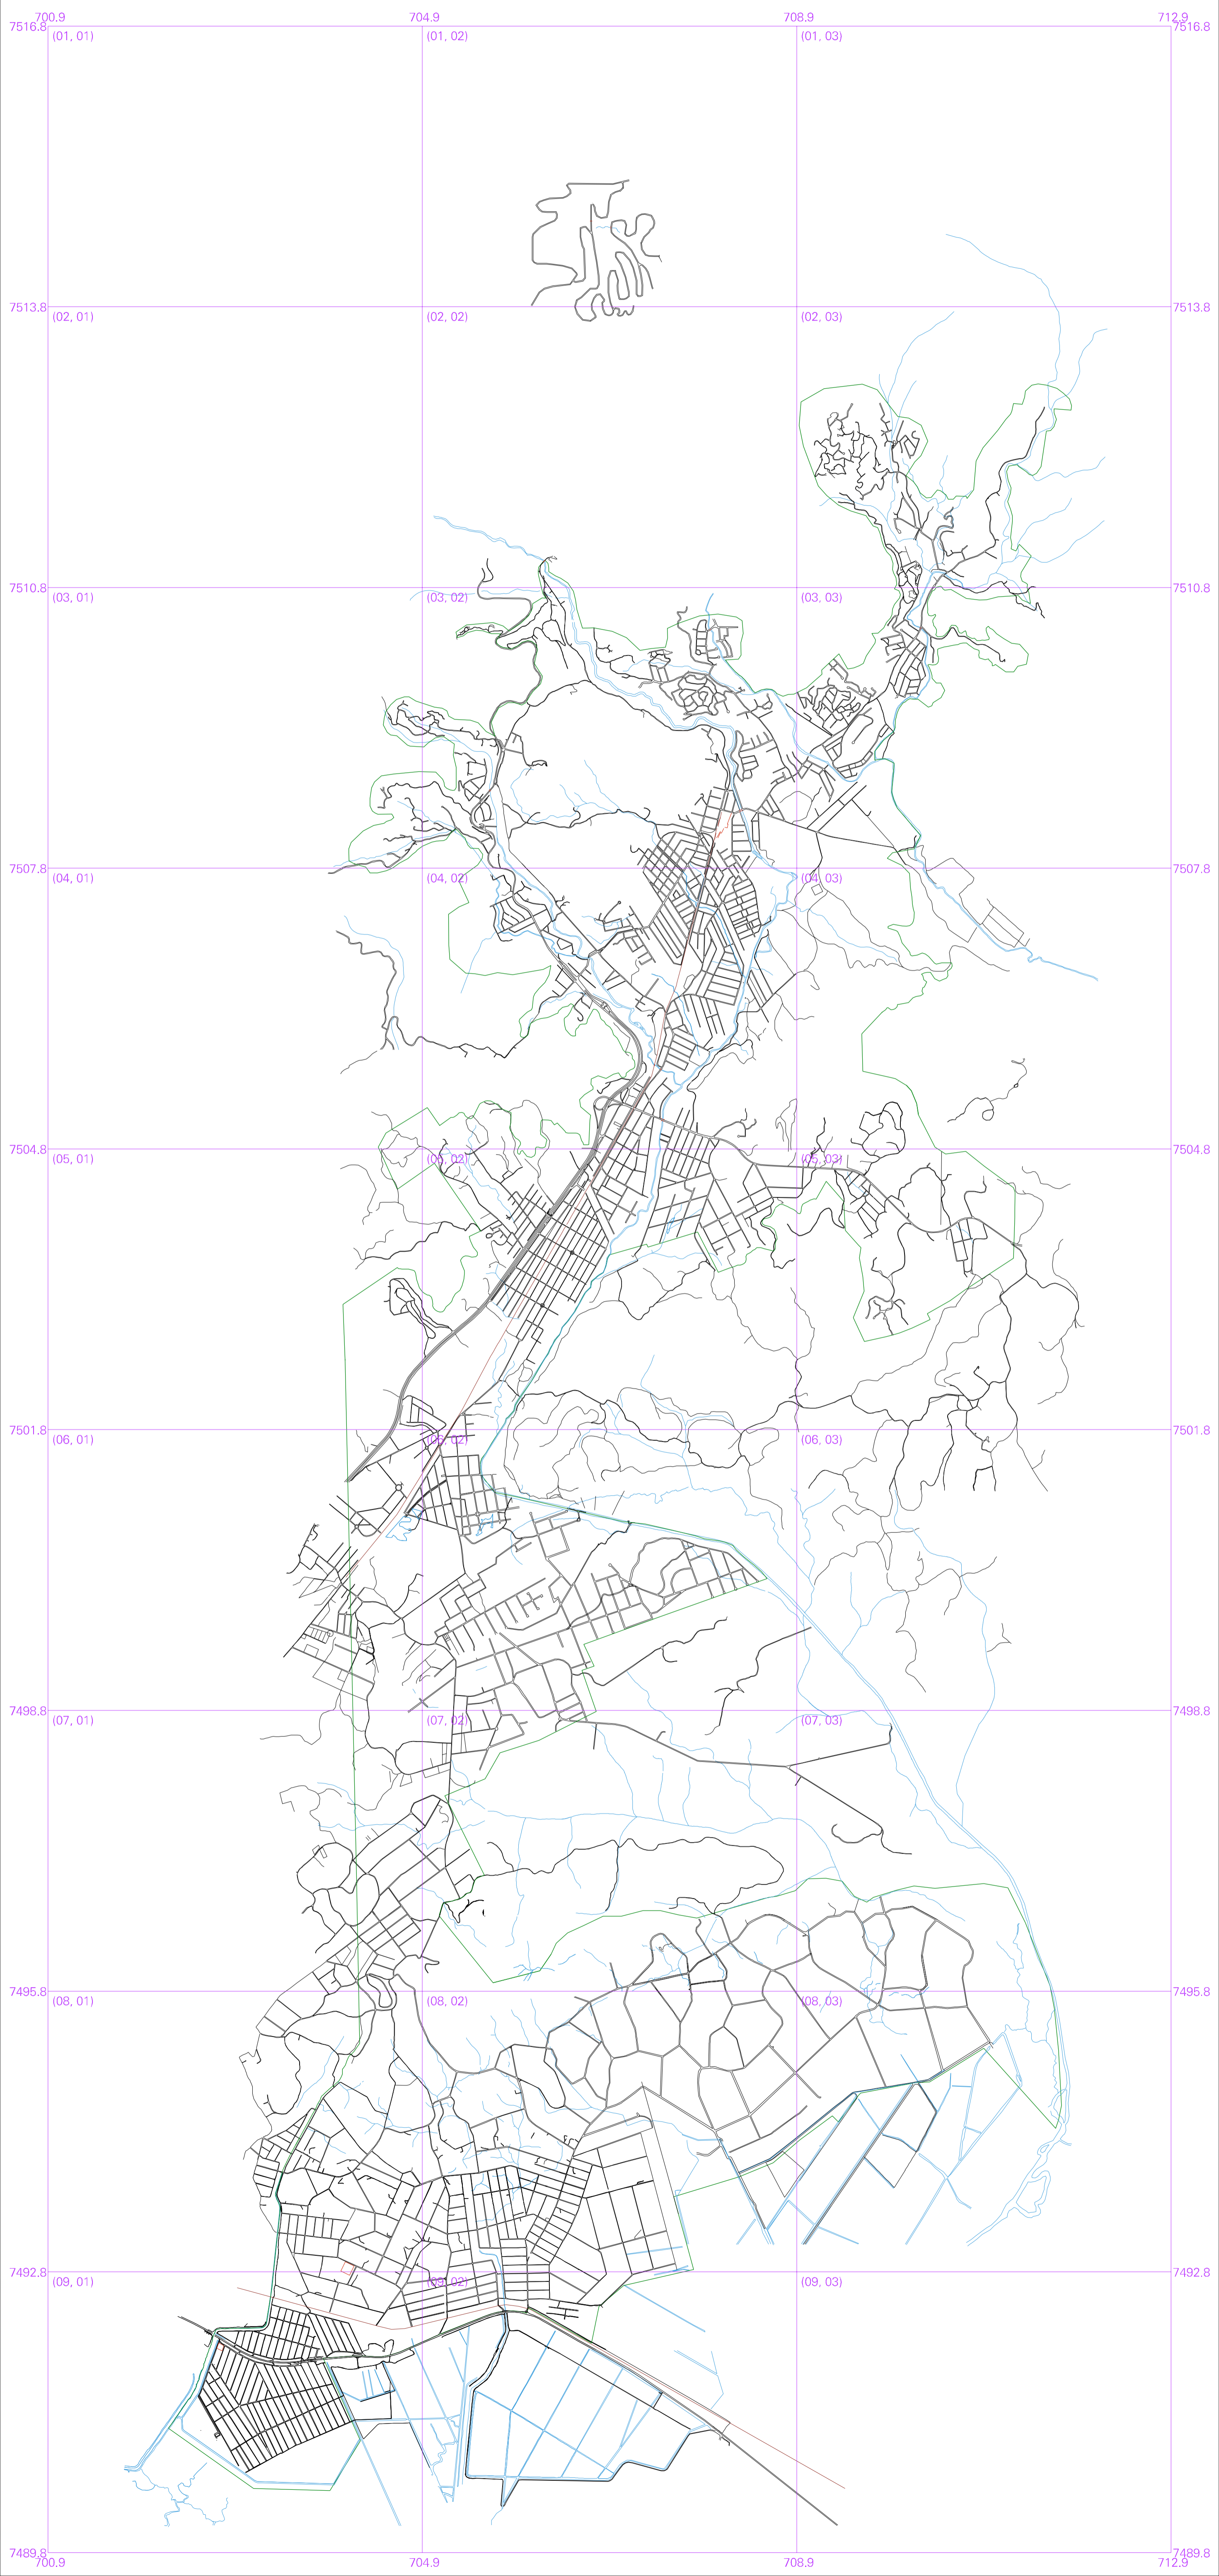 700.9 704.9 708.9 712.9
7516.8 7516.8
(01, 01) (01, 02) (01, 03)
7513.8 7513.8
(02, 01) (02, 02) (02, 03)
7510.8 7510.8
(03, 01) (03, 02) (03, 03)
7507.8 7507.8
(04, 01) (04, 02) (04, 03)
7504.8 7504.8
(05, 01) (05, 02) (05, 03)
7501.8 7501.8
(06, 01) (06, 02) (06, 03)
7498.8 7498.8
(07, 01) (07, 02) (07, 03)
7495.8 7495.8
(08, 01) (08, 02) (08, 03)
7492.8 7492.8
(09, 01) (09, 02) (09, 03)
7489.8 7489.8
700.9 704.9 708.9 712.9